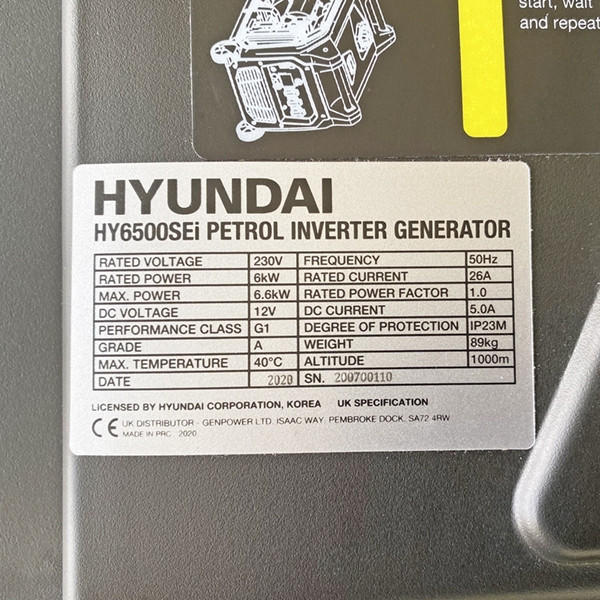 start, wait
and repeat
HYUNDAI
HY6500SEi PETROL INVERTER GENERATOR
RATED VOLTAGE 230V FREQUENCY 50Hz
RATED POWER 6kW RATED CURRENT 26A
MAX. POWER 6.6kW RATED POWER FACTOR 1.0
DC VOLTAGE 12V DC CURRENT 5.0A
PERFORMANCE CLASS G1 DEGREE OF PROTECTION IP23M
GRADE A WEIGHT 89kg
MAX. TEMPERATURE 40°C ALTITUDE 1000m
DATE 2020 SN. 200700110
LICENSED BY HYUNDAI CORPORATION, KOREA UK SPECIFICATION
CE UK DISTRIBUTOR - GENPOWER LTD. ISAAC WAY, PEMBROKE DOCK, SA72 4RW
MADE IN PRC 2020